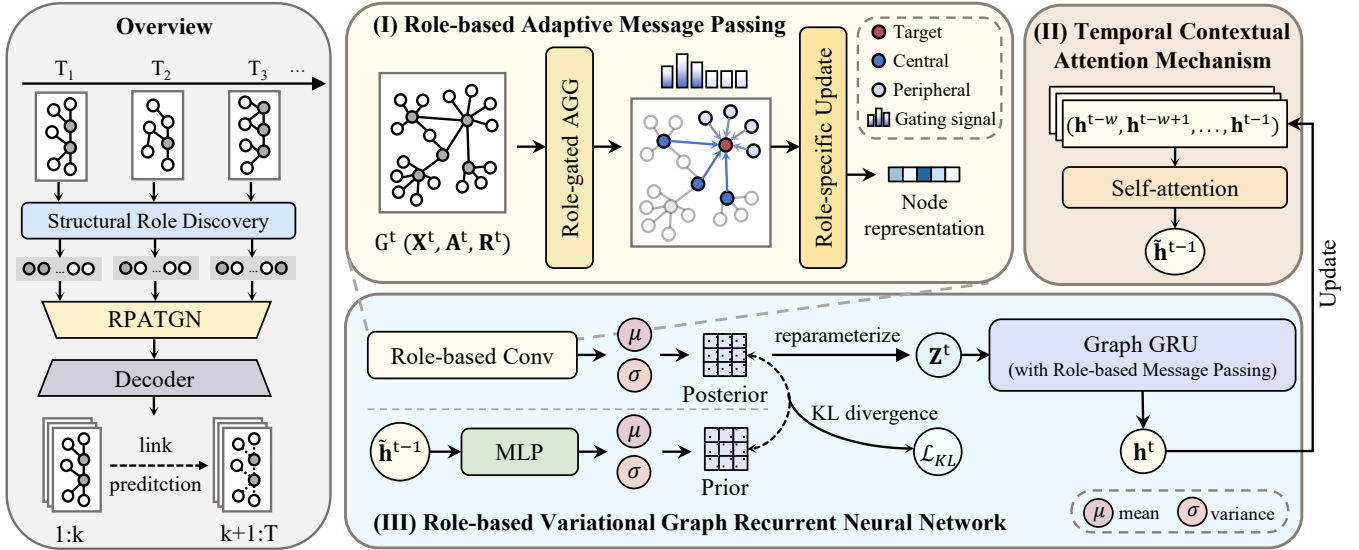 Overview
T1 T2 T3 ...
Structural Role Discovery
... ... ...
RPATGN
Decoder
link
preditction
1:k k+1:T
(I) Role-based Adaptive Message Passing
G^t (X^t, A^t, R^t)
Role-gated AGG
Role-specific Update
Target
Central
Peripheral
Gating signal
Node
representation
(II) Temporal Contextual
Attention Mechanism
(h^{t-w}, h^{t-w+1}, ..., h^{t-1})
Self-attention
h̃^{t-1}
Update
Role-based Conv
μ
σ
Posterior
reparameterize
Z^t
Graph GRU
(with Role-based Message Passing)
KL divergence
h̃^{t-1}
MLP
μ
σ
Prior
ℒ_{KL}
h^t
(III) Role-based Variational Graph Recurrent Neural Network
μ mean σ variance